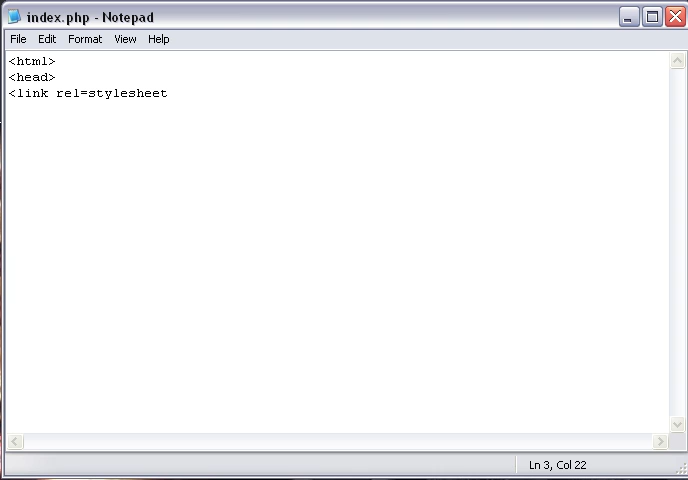 index.php - Notepad
File Edit Format View Help
<html>
<head>
<link rel=stylesheet
Ln 3, Col 22